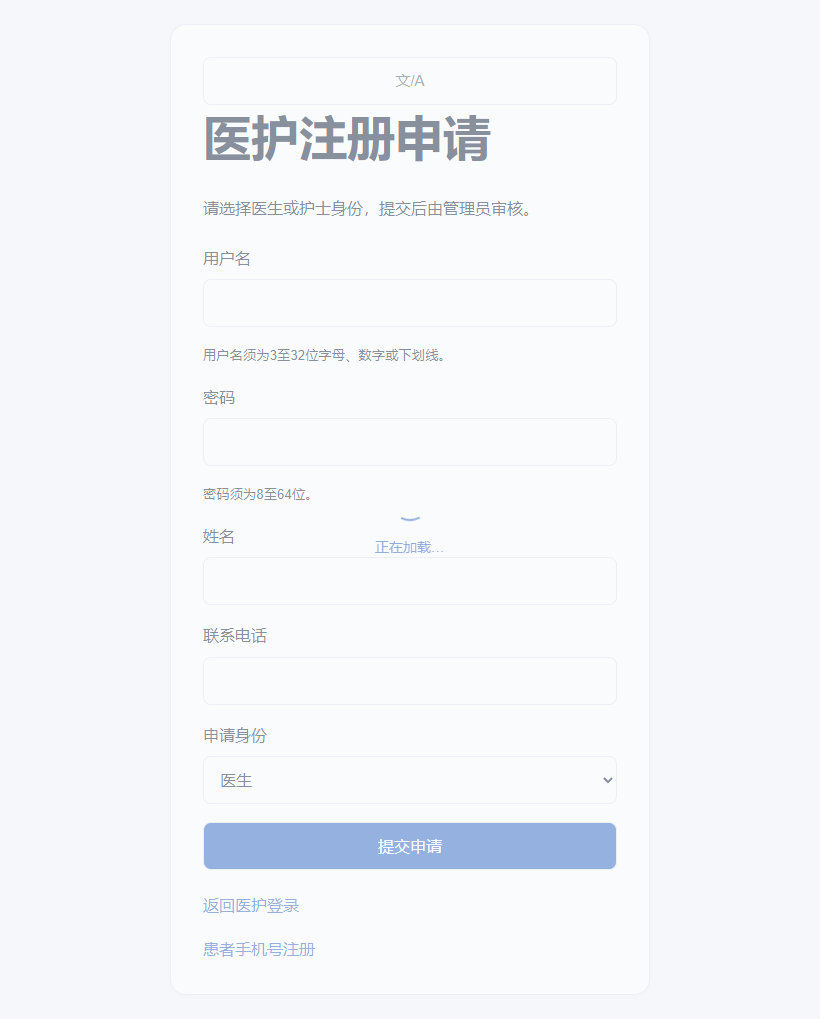 文/A
医护注册申请
请选择医生或护士身份，提交后由管理员审核。
用户名
用户名须为3至32位字母、数字或下划线。
密码
密码须为8至64位。
姓名
正在加载...
联系电话
申请身份
医生
提交申请
返回医护登录
患者手机号注册